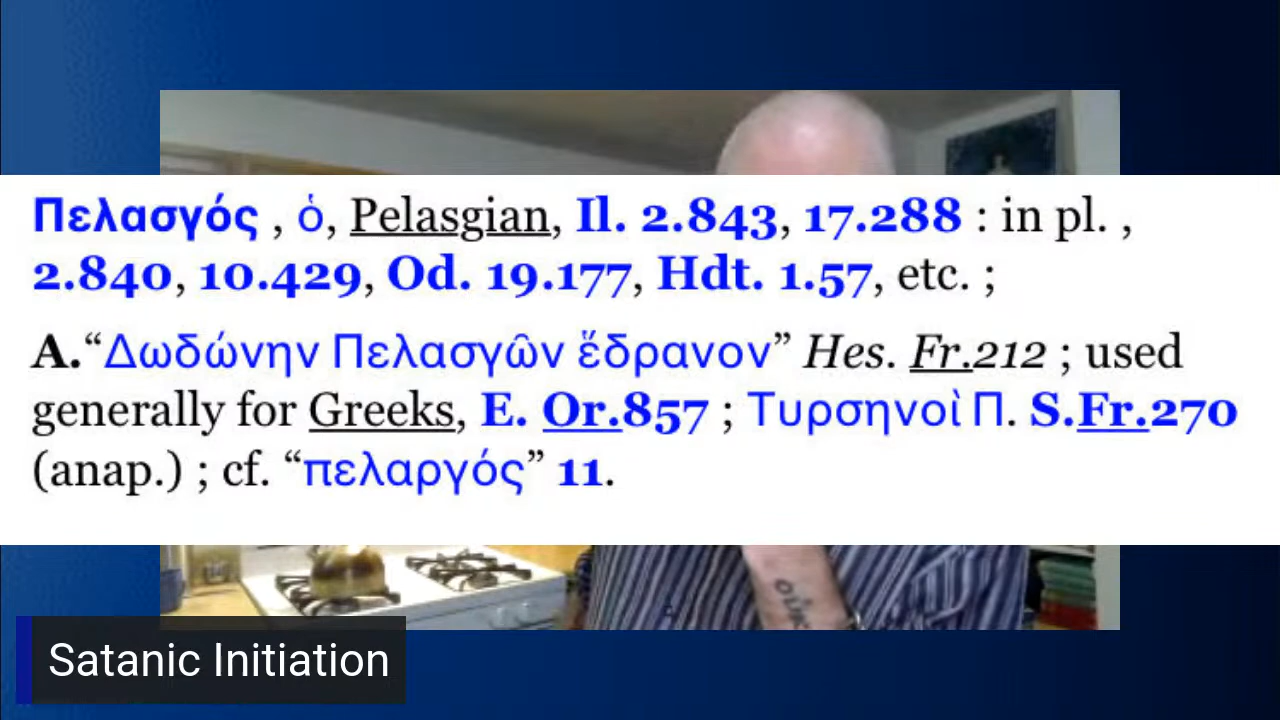 Πελασγός , ὁ, Pelasgian, Il. 2.843, 17.288 : in pl. ,
2.840, 10.429, Od. 19.177, Hdt. 1.57, etc. ;
A.“Δωδώνην Πελασγῶν ἕδρανον” Hes. Fr.212 ; used
generally for Greeks, E. Or.857 ; Τυρσηνοὶ Π. S.Fr.270
(anap.) ; cf. “πελαργός” 11.
Satanic Initiation